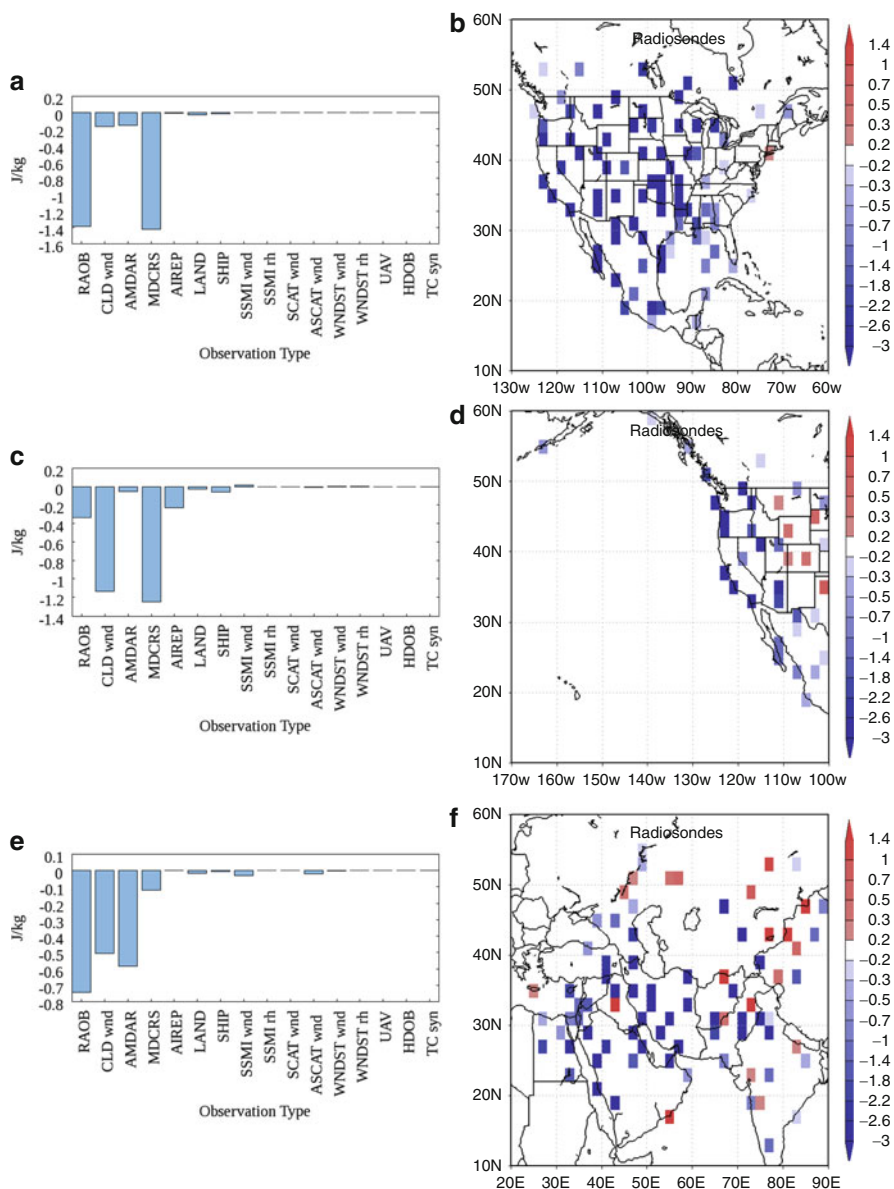 a
0.2
0
-0.2
-0.4
-0.6
-0.8
-1
-1.2
-1.4
-1.6
J/kg
RAOB
CLD wnd
AMDAR
MDCRS
AIREP
LAND
SHIP
SSMI wnd
SSMI rh
SCAT wnd
ASCAT wnd
WNDST wnd
WNDST rh
UAV
HDOB
TC syn
Observation Type
b
Radiosondes
60N
50N
40N
30N
20N
10N
130w 120w 110w 100w 90w 80w 70w 60w
1.4
1
0.7
0.5
0.3
0.2
−0.2
−0.3
−0.5
−0.7
−1
−1.4
−1.8
−2.2
−2.6
−3
c
0.2
0
-0.2
-0.4
-0.6
-0.8
-1
-1.2
-1.4
J/kg
RAOB
CLD wnd
AMDAR
MDCRS
AIREP
LAND
SHIP
SSMI wnd
SSMI rh
SCAT wnd
ASCAT wnd
WNDST wnd
WNDST rh
UAV
HDOB
TC syn
Observation Type
d
Radiosondes
60N
50N
40N
30N
20N
10N
170w 160w 150w 140w 130w 120w 110w 100w
1.4
1
0.7
0.5
0.3
0.2
−0.2
−0.3
−0.5
−0.7
−1
−1.4
−1.8
−2.2
−2.6
−3
e
0.1
0
-0.1
-0.2
-0.3
-0.4
-0.5
-0.6
-0.7
-0.8
J/kg
RAOB
CLD wnd
AMDAR
MDCRS
AIREP
LAND
SHIP
SSMI wnd
SSMI rh
SCAT wnd
ASCAT wnd
WNDST wnd
WNDST rh
UAV
HDOB
TC syn
Observation Type
f
Radiosondes
60N
50N
40N
30N
20N
10N
20E 30E 40E 50E 60E 70E 80E 90E
1.4
1
0.7
0.5
0.3
0.2
−0.2
−0.3
−0.5
−0.7
−1
−1.4
−1.8
−2.2
−2.6
−3